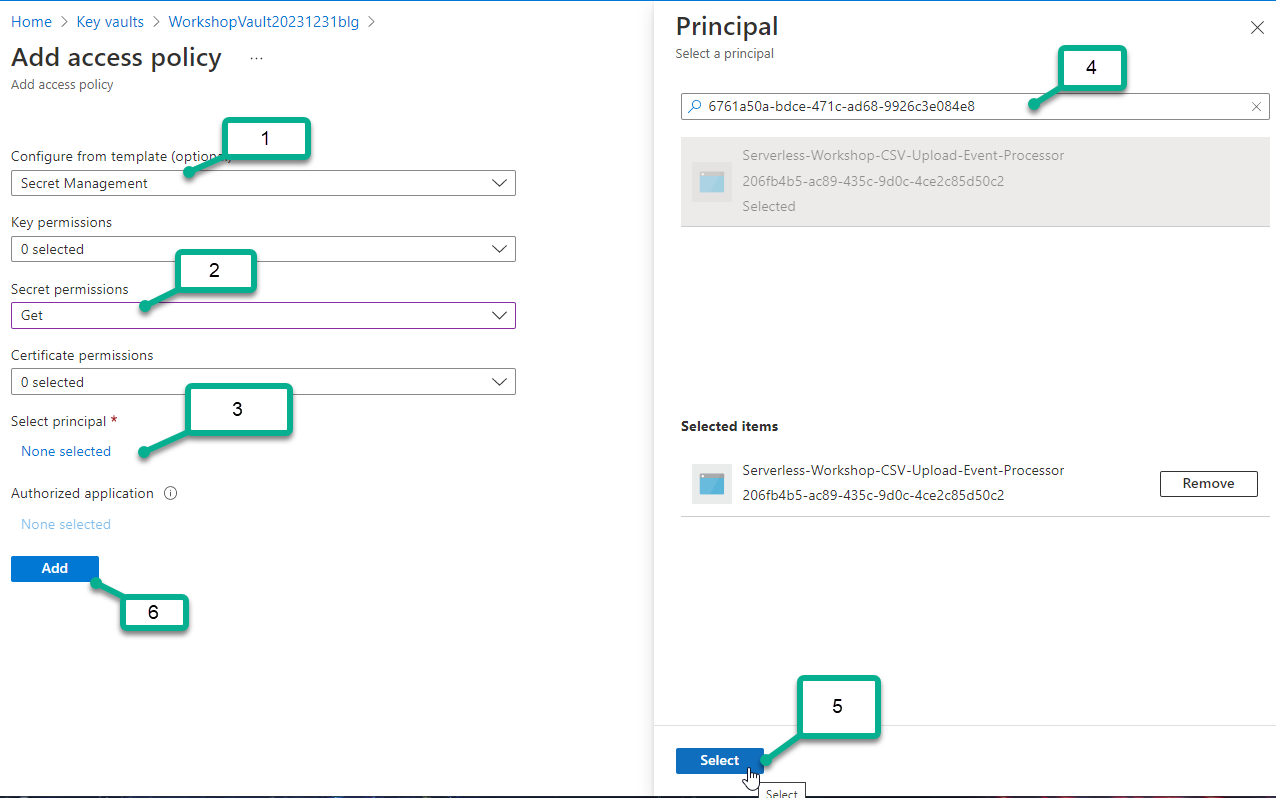 Home > Key vaults > WorkshopVault20231231blg >
Add access policy ...
Add access policy
1
Configure from template (optional)
Secret Management
Key permissions
0 selected
2
Secret permissions
Get
Certificate permissions
0 selected
3
Select principal *
None selected
Authorized application
None selected
Add
6
Principal
Select a principal
4
6761a50a-bdce-471c-ad68-9926c3e084e8
Serverless-Workshop-CSV-Upload-Event-Processor
206fb4b5-ac89-435c-9d0c-4ce2c85d50c2
Selected
Selected items
Serverless-Workshop-CSV-Upload-Event-Processor
206fb4b5-ac89-435c-9d0c-4ce2c85d50c2
Remove
5
Select
Select